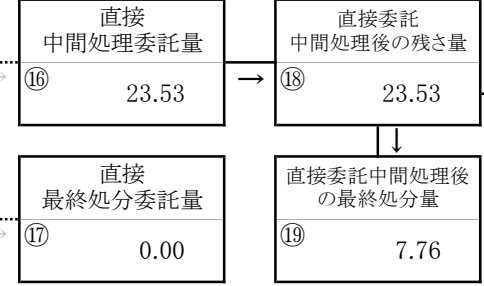 直接
中間処理委託量
⑯
23.53
→
直接委託
中間処理後の残さ量
⑱
23.53
↓
直接
最終処分委託量
⑰
0.00
直接委託中間処理後
の最終処分量
⑲
7.76